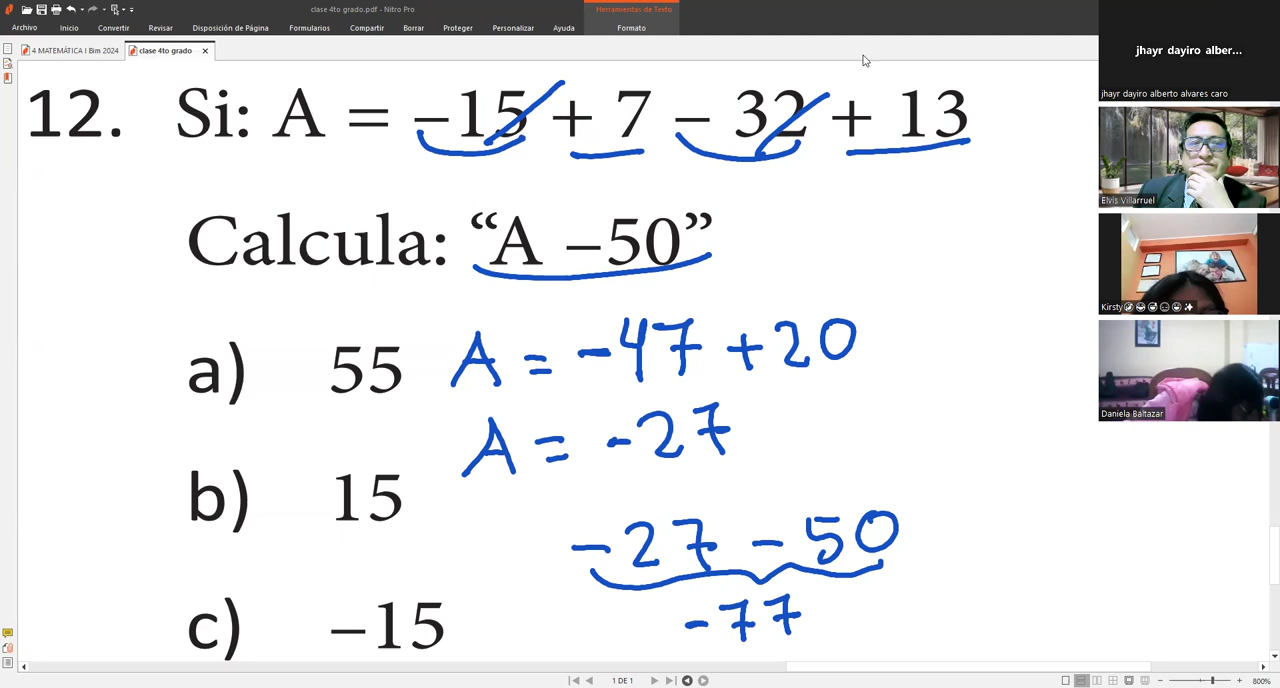 clase 4to grado.pdf - Nitro Pro
Herramientas de Texto
Archivo Inicio Convertir Revisar Disposición de Página Formularios Compartir Borrar Proteger Personalizar Ayuda Formato
4 MATEMÁTICA I Bim 2024 clase 4to grado
12. Si: A = –15 + 7 – 32 + 13
Calcula: “A –50”
A = -47 + 20
a) 55
A = -27
b) 15
-27 - 50
-77
c) –15
jhayr dayiro alber...
jhayr dayiro alberto alvares caro
Elvis Villarruel
Kirsty
Daniela Baltazar
1 DE 1
800%